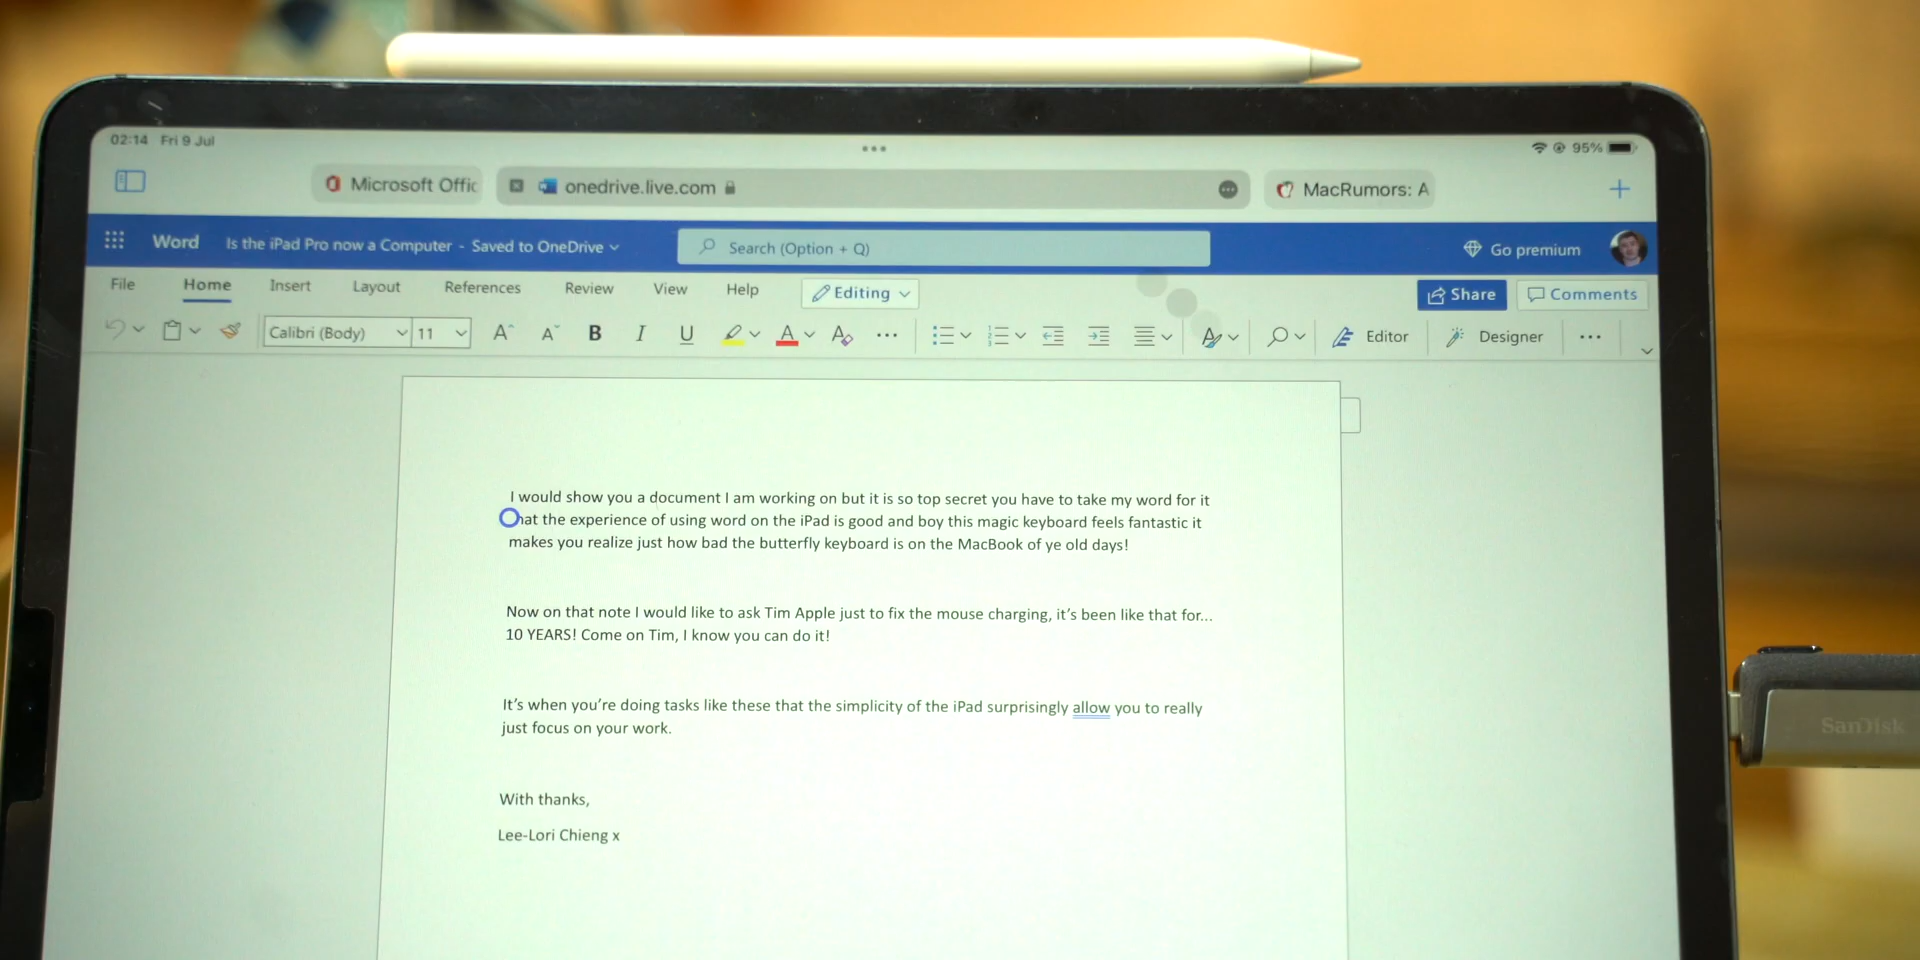 02:14 Fri 9 Jul
95%
Microsoft Offic
onedrive.live.com
MacRumors: A
Word Is the iPad Pro now a Computer - Saved to OneDrive
Search (Option + Q)
Go premium
File Home Insert Layout References Review View Help Editing
Share Comments
Calibri (Body) 11 A A B I U A A
Editor Designer
I would show you a document I am working on but it is so top secret you have to take my word for it
hat the experience of using word on the iPad is good and boy this magic keyboard feels fantastic it
makes you realize just how bad the butterfly keyboard is on the MacBook of ye old days!
Now on that note I would like to ask Tim Apple just to fix the mouse charging, it’s been like that for...
10 YEARS! Come on Tim, I know you can do it!
It’s when you’re doing tasks like these that the simplicity of the iPad surprisingly allow you to really
just focus on your work.
With thanks,
Lee-Lori Chieng x
SanDisk